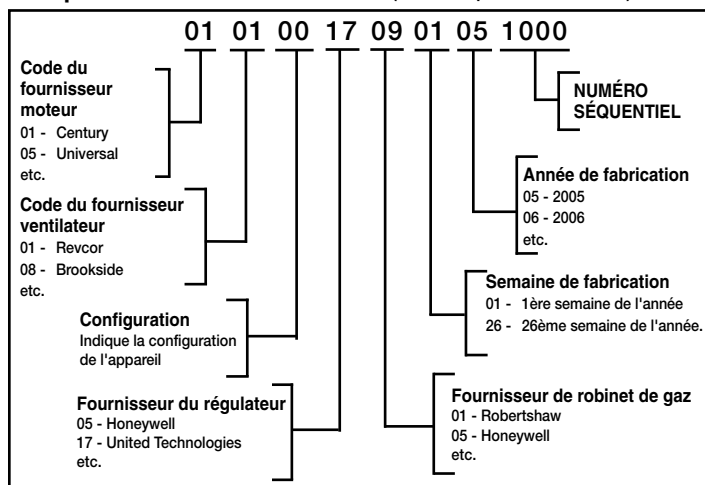 01 01 00 17 09 01 05 1000
Code du
fournisseur
moteur
01 - Century
05 - Universal
etc.
Code du fournisseur
ventilateur
01 - Revcor
08 - Brookside
etc.
Configuration
Indique la configuration
de l'appareil
Fournisseur du régulateur
05 - Honeywell
17 - United Technologies
etc.
NUMÉRO
SÉQUENTIEL
Année de fabrication
05 - 2005
06 - 2006
etc.
Semaine de fabrication
01 - 1ère semaine de l'année
26 - 26ème semaine de l'année.
Fournisseur de robinet de gaz
01 - Robertshaw
05 - Honeywell
etc.